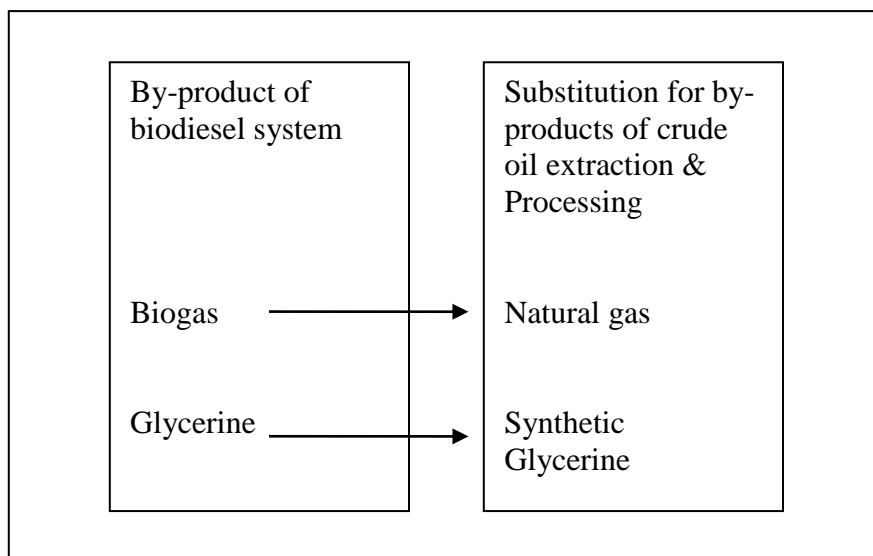 By-product of
biodiesel system
Biogas
Glycerine
Substitution for by-
products of crude
oil extraction &
Processing
Natural gas
Synthetic
Glycerine